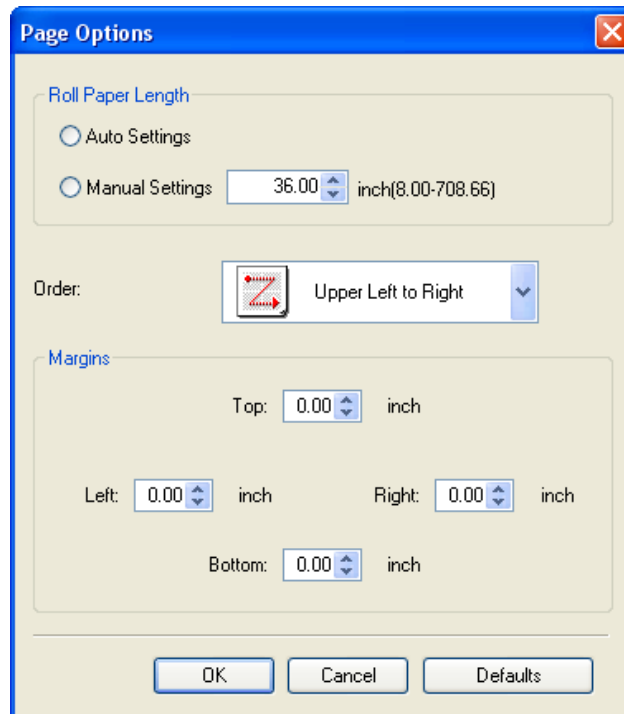 Page Options
Roll Paper Length
Auto Settings
Manual Settings 36.00 inch(8.00-708.66)
Order: Upper Left to Right
Margins
Top: 0.00 inch
Left: 0.00 inch Right: 0.00 inch
Bottom: 0.00 inch
OK Cancel Defaults